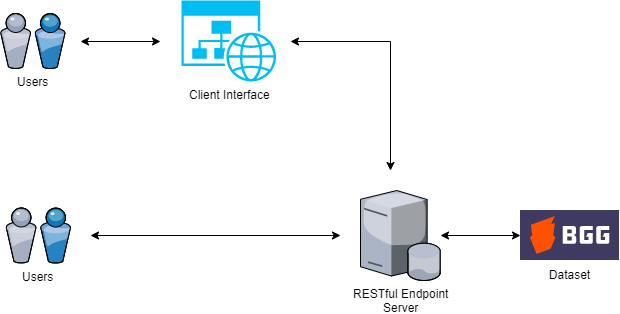 Users
Client Interface
Users
RESTful Endpoint
Server
BGG
Dataset